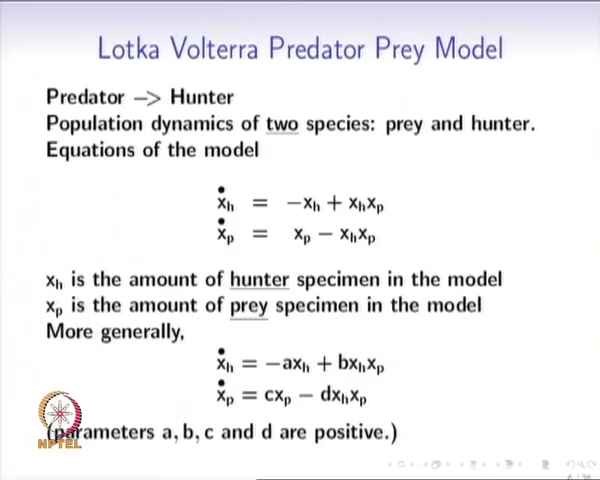 Lotka Volterra Predator Prey Model
Predator −> Hunter
Population dynamics of two species: prey and hunter.
Equations of the model
ẋₕ = −xₕ + xₕxₚ
ẋₚ = xₚ − xₕxₚ
xₕ is the amount of hunter specimen in the model
xₚ is the amount of prey specimen in the model
More generally,
ẋₕ = −axₕ + bxₕxₚ
ẋₚ = cxₚ − dxₕxₚ
(parameters a, b, c and d are positive.)
NPTEL